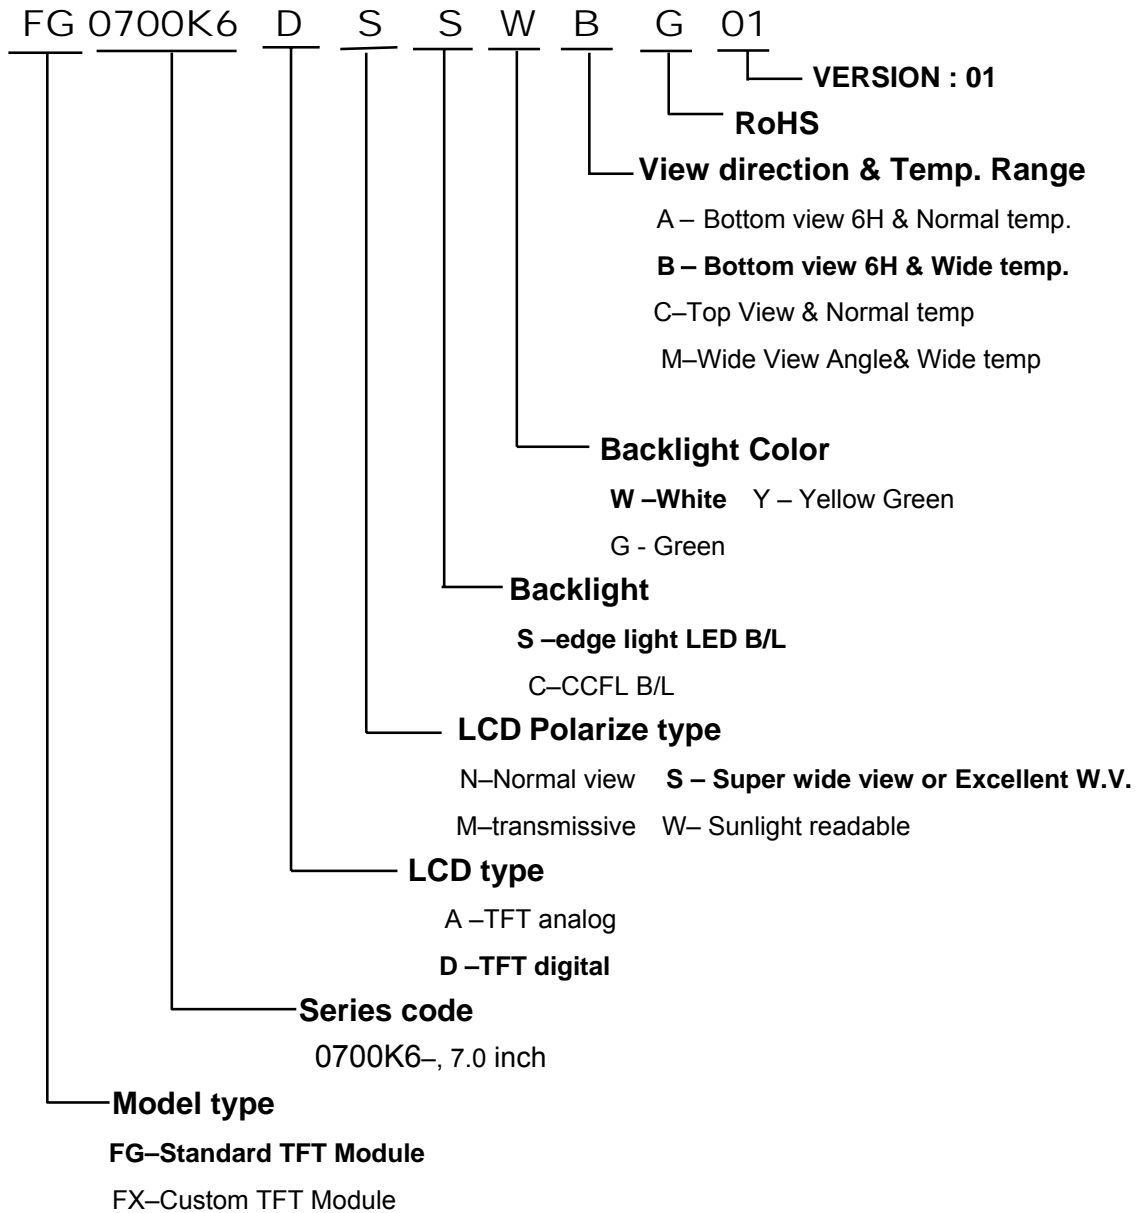 FG 0700K6 D S S W B G 01
VERSION : 01
RoHS
View direction & Temp. Range
A – Bottom view 6H & Normal temp.
B – Bottom view 6H & Wide temp.
C–Top View & Normal temp
M–Wide View Angle& Wide temp
Backlight Color
W –White Y – Yellow Green
G - Green
Backlight
S –edge light LED B/L
C–CCFL B/L
LCD Polarize type
N–Normal view S – Super wide view or Excellent W.V.
M–transmissive W– Sunlight readable
LCD type
A –TFT analog
D –TFT digital
Series code
0700K6–, 7.0 inch
Model type
FG–Standard TFT Module
FX–Custom TFT Module